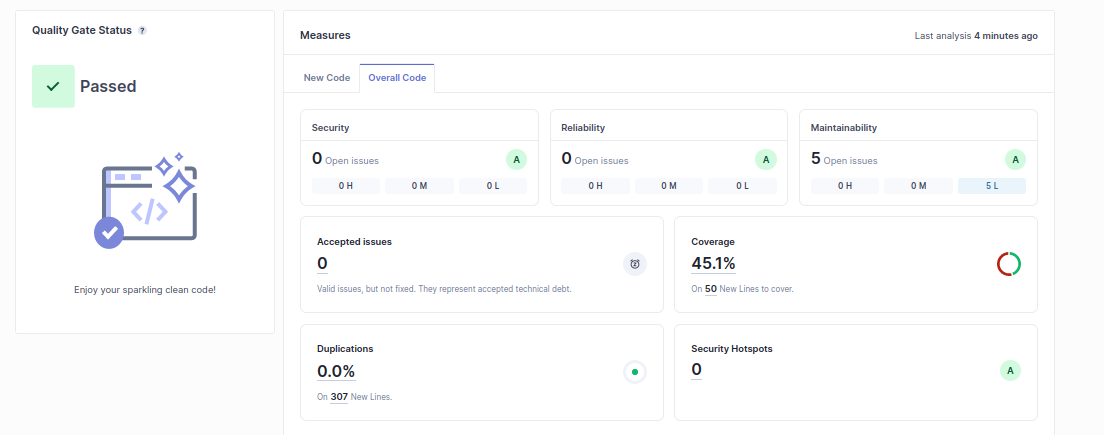 Quality Gate Status ?
Passed
Enjoy your sparkling clean code!
Measures
Last analysis 4 minutes ago
New Code
Overall Code
Security
0 Open issues
A
0 H
0 M
0 L
Reliability
0 Open issues
A
0 H
0 M
0 L
Maintainability
5 Open issues
A
0 H
0 M
5 L
Accepted issues
0
Valid issues, but not fixed. They represent accepted technical debt.
Coverage
45.1%
On 50 New Lines to cover.
Duplications
0.0%
On 307 New Lines.
Security Hotspots
0
A